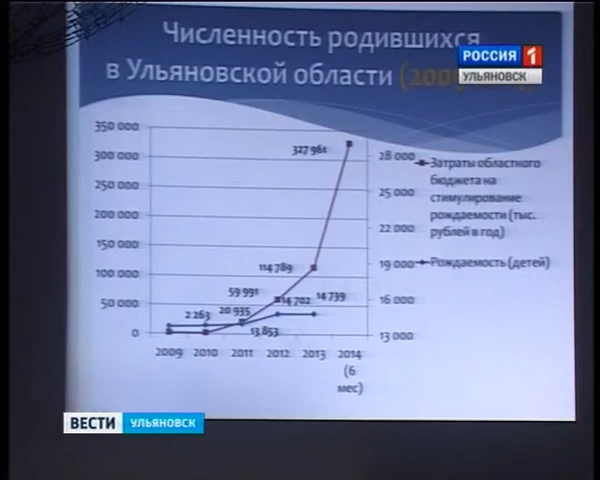 Численность родившихся
в Ульяновской области
РОССИЯ 1
УЛЬЯНОВСК
350 000
300 000
250 000
200 000
150 000
100 000
50 000
0
327 961
114 789
59 991
14 702
14 739
2 263
20 935
13,853
28 000
25 000
22 000
19 000
16 000
13 000
Затраты областного
бюджета на
стимулирование
рождаемости (тыс.
рублей в год)
Рождаемость (детей)
2009 2010 2011 2012 2013 2014
(6
мес)
ВЕСТИ УЛЬЯНОВСК